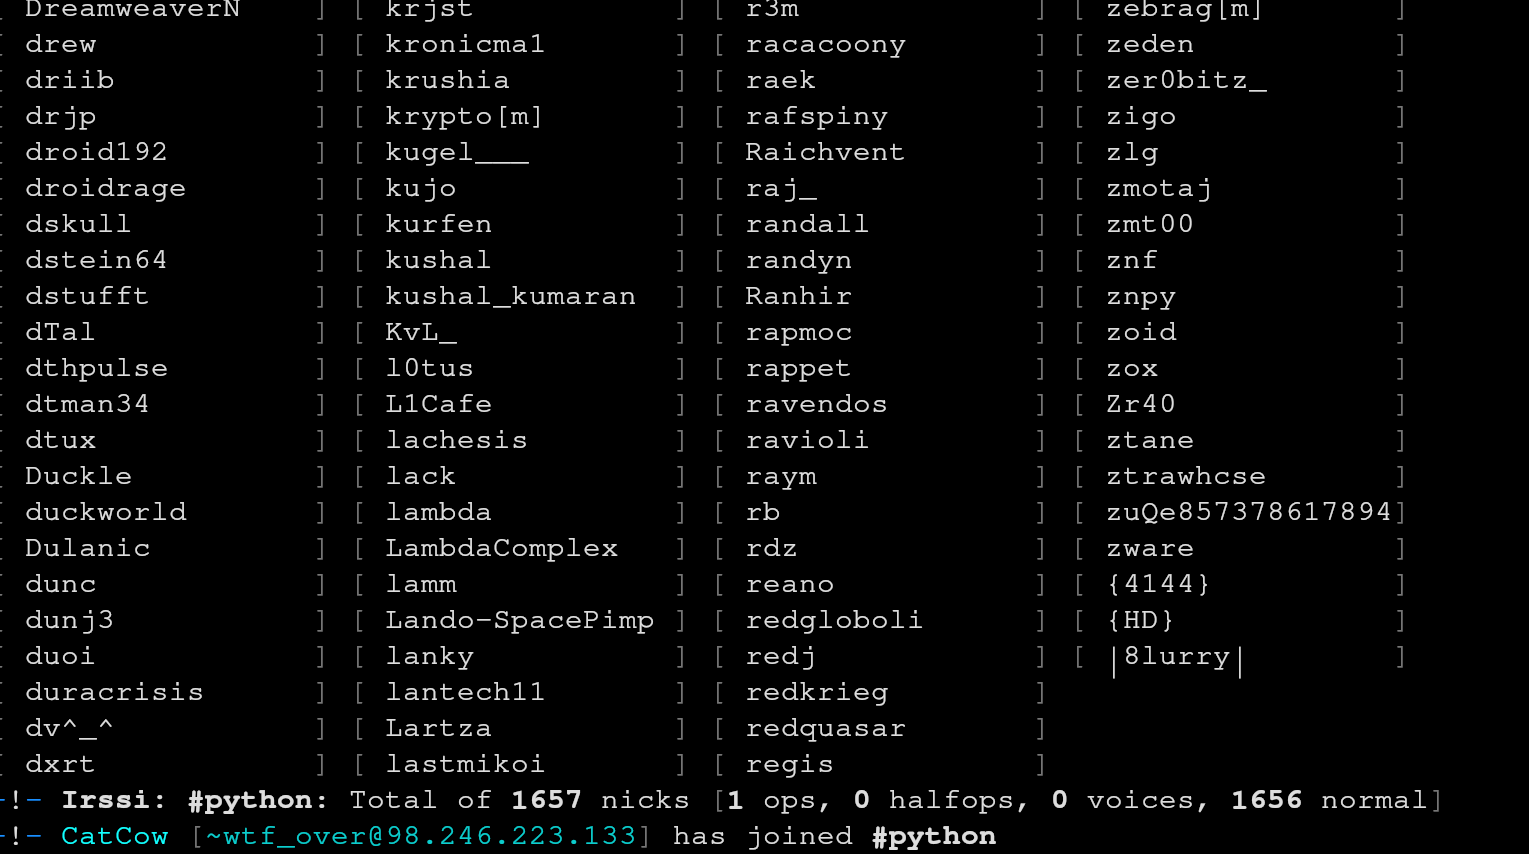 [ DreamweaverN ] [ krjst ] [ r3m ] [ zebrag[m] ]
[ drew ] [ kronicma1 ] [ racacoony ] [ zeden ]
[ driib ] [ krushia ] [ raek ] [ zer0bitz_ ]
[ drjp ] [ krypto[m] ] [ rafspiny ] [ zigo ]
[ droid192 ] [ kugel___ ] [ Raichvent ] [ zlg ]
[ droidrage ] [ kujo ] [ raj_ ] [ zmotaj ]
[ dskull ] [ kurfen ] [ randall ] [ zmt00 ]
[ dstein64 ] [ kushal ] [ randyn ] [ znf ]
[ dstufft ] [ kushal_kumaran ] [ Ranhir ] [ znpy ]
[ dTal ] [ KvL_ ] [ rapmoc ] [ zoid ]
[ dthpulse ] [ l0tus ] [ rappet ] [ zox ]
[ dtman34 ] [ L1Cafe ] [ ravendos ] [ Zr40 ]
[ dtux ] [ lachesis ] [ ravioli ] [ ztane ]
[ Duckle ] [ lack ] [ raym ] [ ztrawhcse ]
[ duckworld ] [ lambda ] [ rb ] [ zuQe857378617894]
[ Dulanic ] [ LambdaComplex ] [ rdz ] [ zware ]
[ dunc ] [ lamm ] [ reano ] [ {4144} ]
[ dunj3 ] [ Lando-SpacePimp ] [ redgloboli ] [ {HD} ]
[ duoi ] [ lanky ] [ redj ] [ |8lurry| ]
[ duracrisis ] [ lantech11 ] [ redkrieg ]
[ dv^_^ ] [ Lartza ] [ redquasar ]
[ dxrt ] [ lastmikoi ] [ regis ]
-!- Irssi: #python: Total of 1657 nicks [1 ops, 0 halfops, 0 voices, 1656 normal]
-!- CatCow [~wtf_over@98.246.223.133] has joined #python